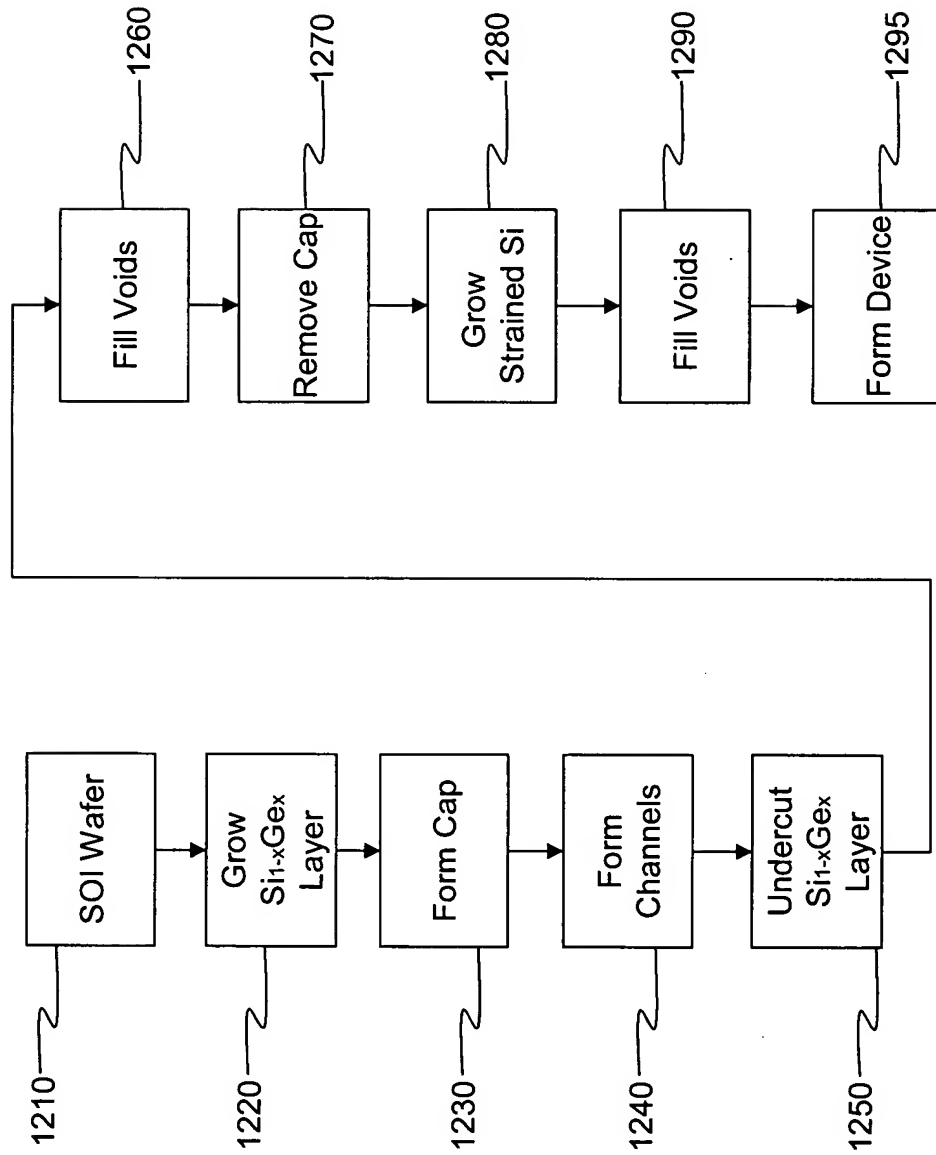 1210
SOI Wafer
1220
Grow
Si1-xGex
Layer
1230
Form Cap
1240
Form
Channels
1250
Undercut
Si1-xGex
Layer
Fill Voids
1260
Remove Cap
1270
Grow
Strained Si
1280
Fill Voids
1290
Form Device
1295